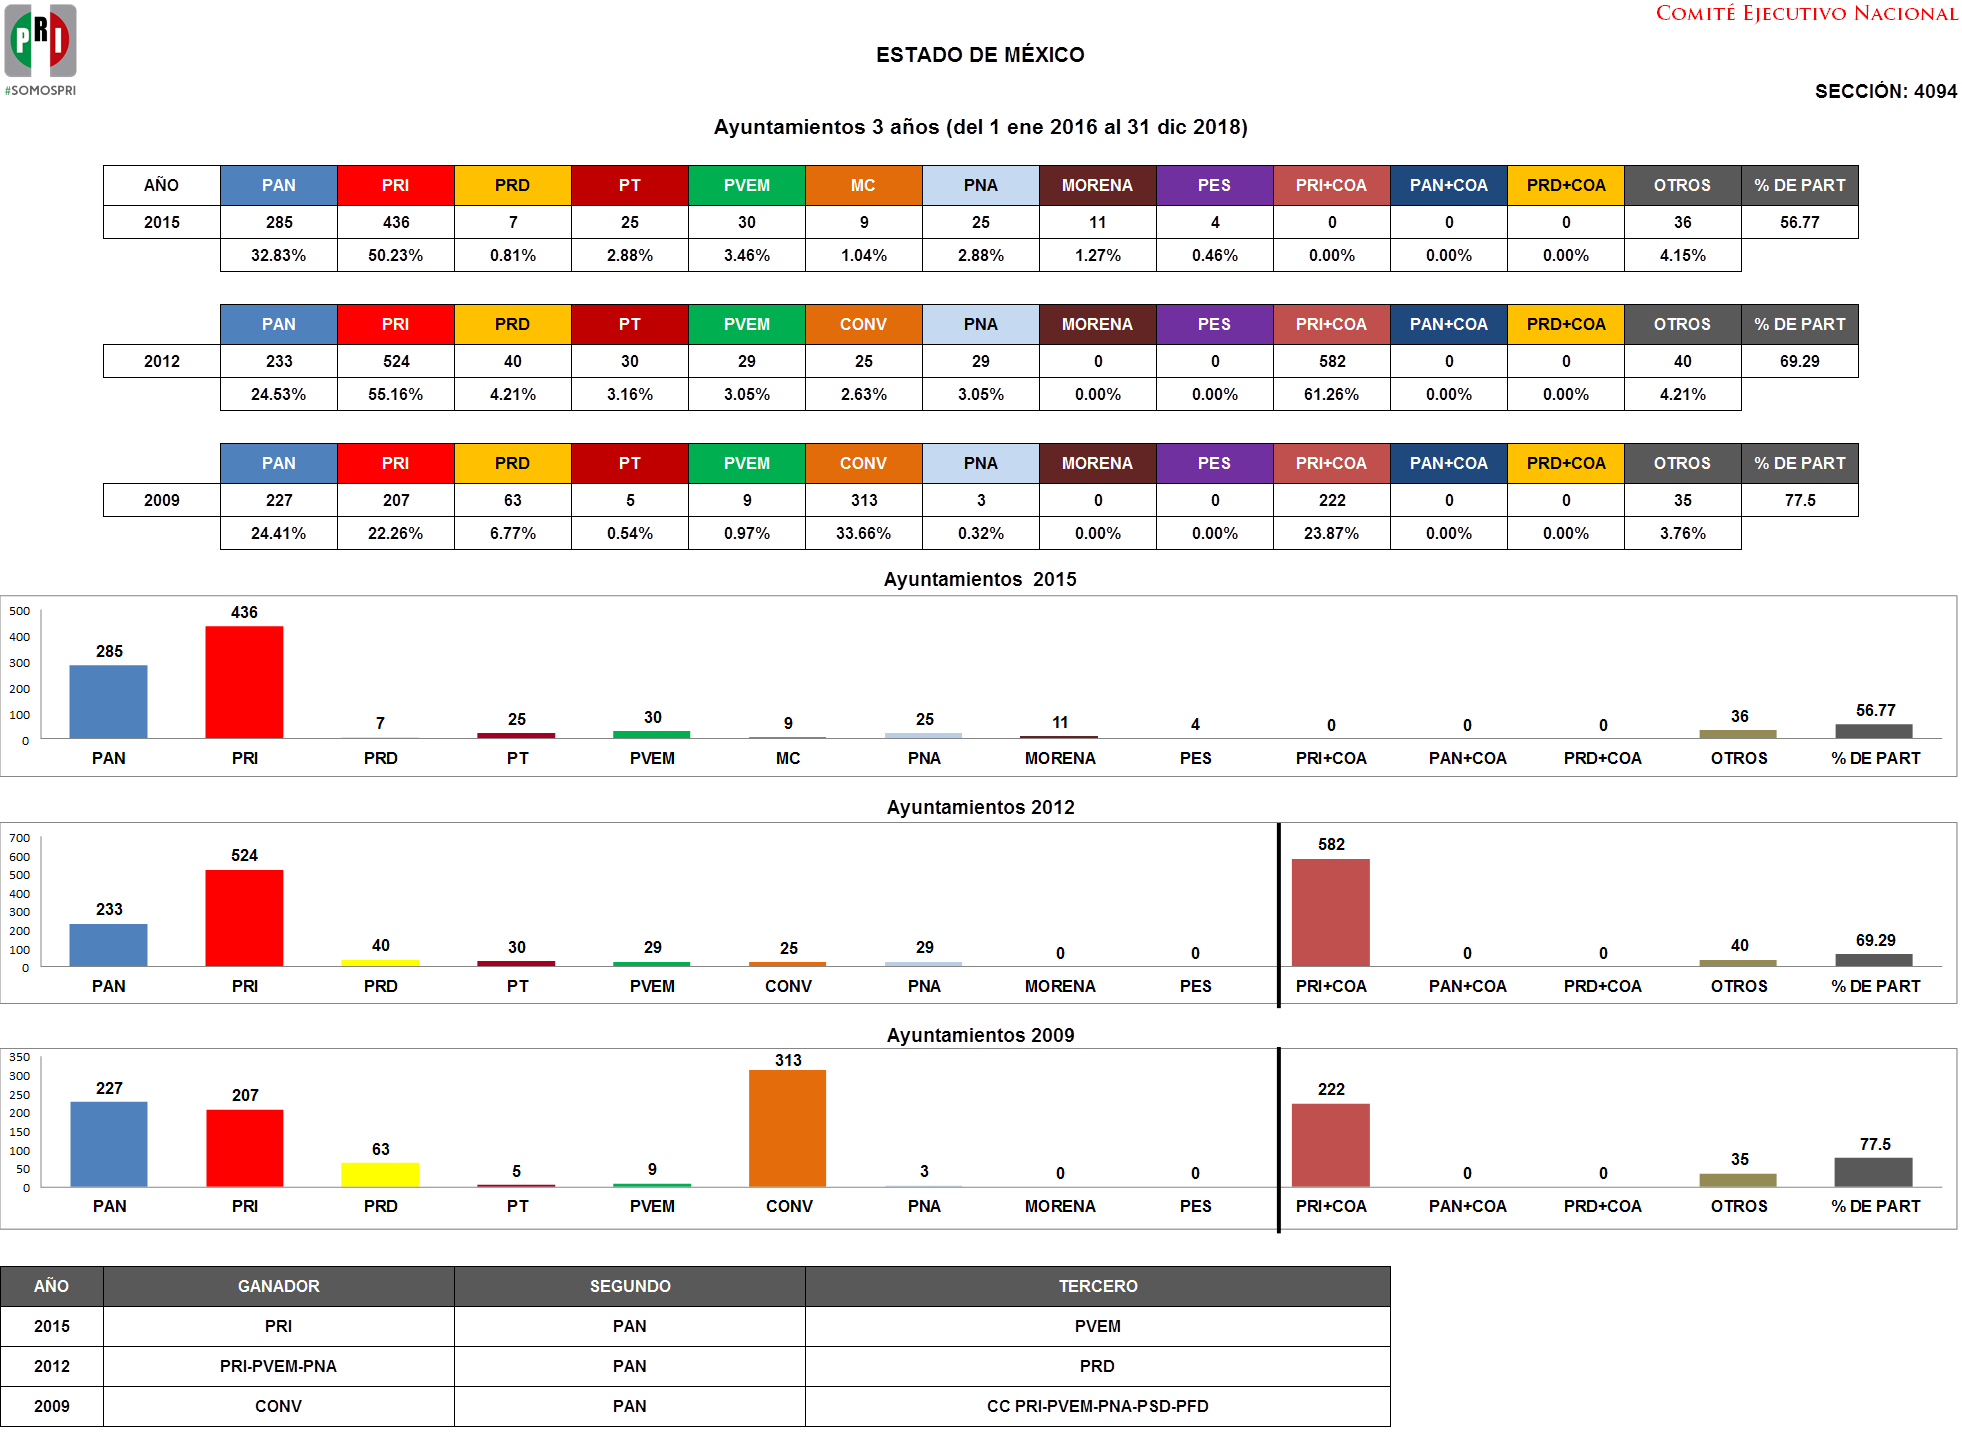 COMITÉ EJECUTIVO NACIONAL
PRI
#SOMOSPRI
ESTADO DE MÉXICO
SECCIÓN: 4094
Ayuntamientos 3 años (del 1 ene 2016 al 31 dic 2018)
AÑO PAN PRI PRD PT PVEM MC PNA MORENA PES PRI+COA PAN+COA PRD+COA OTROS % DE PART
2015 285 436 7 25 30 9 25 11 4 0 0 0 36 56.77
32.83% 50.23% 0.81% 2.88% 3.46% 1.04% 2.88% 1.27% 0.46% 0.00% 0.00% 0.00% 4.15%
PAN PRI PRD PT PVEM CONV PNA MORENA PES PRI+COA PAN+COA PRD+COA OTROS % DE PART
2012 233 524 40 30 29 25 29 0 0 582 0 0 40 69.29
24.53% 55.16% 4.21% 3.16% 3.05% 2.63% 3.05% 0.00% 0.00% 61.26% 0.00% 0.00% 4.21%
PAN PRI PRD PT PVEM CONV PNA MORENA PES PRI+COA PAN+COA PRD+COA OTROS % DE PART
2009 227 207 63 5 9 313 3 0 0 222 0 0 35 77.5
24.41% 22.26% 6.77% 0.54% 0.97% 33.66% 0.32% 0.00% 0.00% 23.87% 0.00% 0.00% 3.76%
Ayuntamientos 2015
500
400
300
200
100
0
285 436 7 25 30 9 25 11 4 0 0 0 36 56.77
PAN PRI PRD PT PVEM MC PNA MORENA PES PRI+COA PAN+COA PRD+COA OTROS % DE PART
Ayuntamientos 2012
700
600
500
400
300
200
100
0
233 524 40 30 29 25 29 0 0 582 0 0 40 69.29
PAN PRI PRD PT PVEM CONV PNA MORENA PES PRI+COA PAN+COA PRD+COA OTROS % DE PART
Ayuntamientos 2009
350
300
250
200
150
100
50
0
227 207 63 5 9 313 3 0 0 222 0 0 35 77.5
PAN PRI PRD PT PVEM CONV PNA MORENA PES PRI+COA PAN+COA PRD+COA OTROS % DE PART
AÑO GANADOR SEGUNDO TERCERO
2015 PRI PAN PVEM
2012 PRI-PVEM-PNA PAN PRD
2009 CONV PAN CC PRI-PVEM-PNA-PSD-PFD